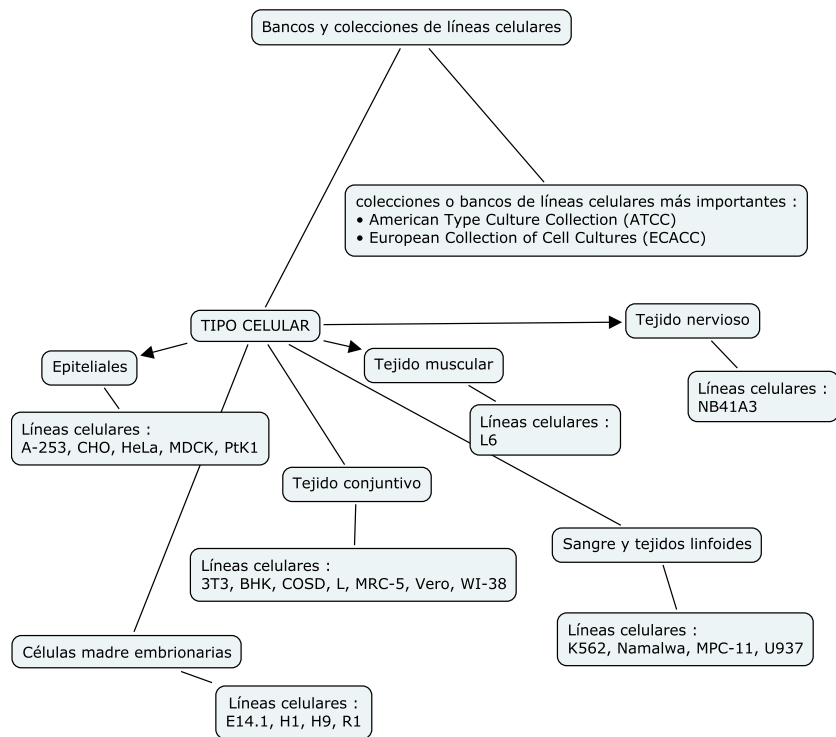 Bancos y colecciones de líneas celulares
colecciones o bancos de líneas celulares más importantes :
• American Type Culture Collection (ATCC)
• European Collection of Cell Cultures (ECACC)
TIPO CELULAR
Tejido nervioso
Epiteliales
Tejido muscular
Líneas celulares :
NB41A3
Líneas celulares :
A-253, CHO, HeLa, MDCK, PtK1
Líneas celulares :
L6
Tejido conjuntivo
Sangre y tejidos linfoides
Líneas celulares :
3T3, BHK, COSD, L, MRC-5, Vero, WI-38
Líneas celulares :
K562, Namalwa, MPC-11, U937
Células madre embrionarias
Líneas celulares :
E14.1, H1, H9, R1